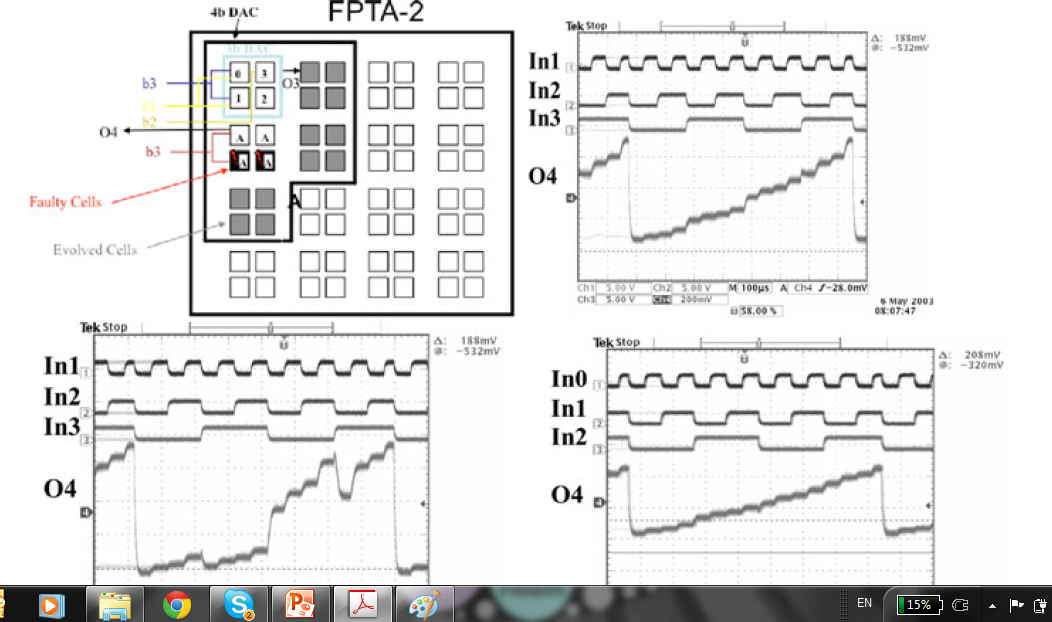 4b DAC
FPTA-2
3b DAC
0 3
b3
O3
b1
1 2
b2
O4
A A
b3
A A
Faulty Cells
A
Evolved Cells
Tek Stop
Δ: 188mV
@: -532mV
In1
In2
In3
O4
Ch1 5.00 V Ch2 5.00 V M 100µs A Ch4 ∫ -28.0mV
Ch3 5.00 V Ch4 200mV
58.00 %
6 May 2003
08:07:47
Tek Stop
Δ: 188mV
@: -532mV
In1
In2
In3
O4
Tek Stop
Δ: 208mV
@: -320mV
In0
In1
In2
O4
EN
15%